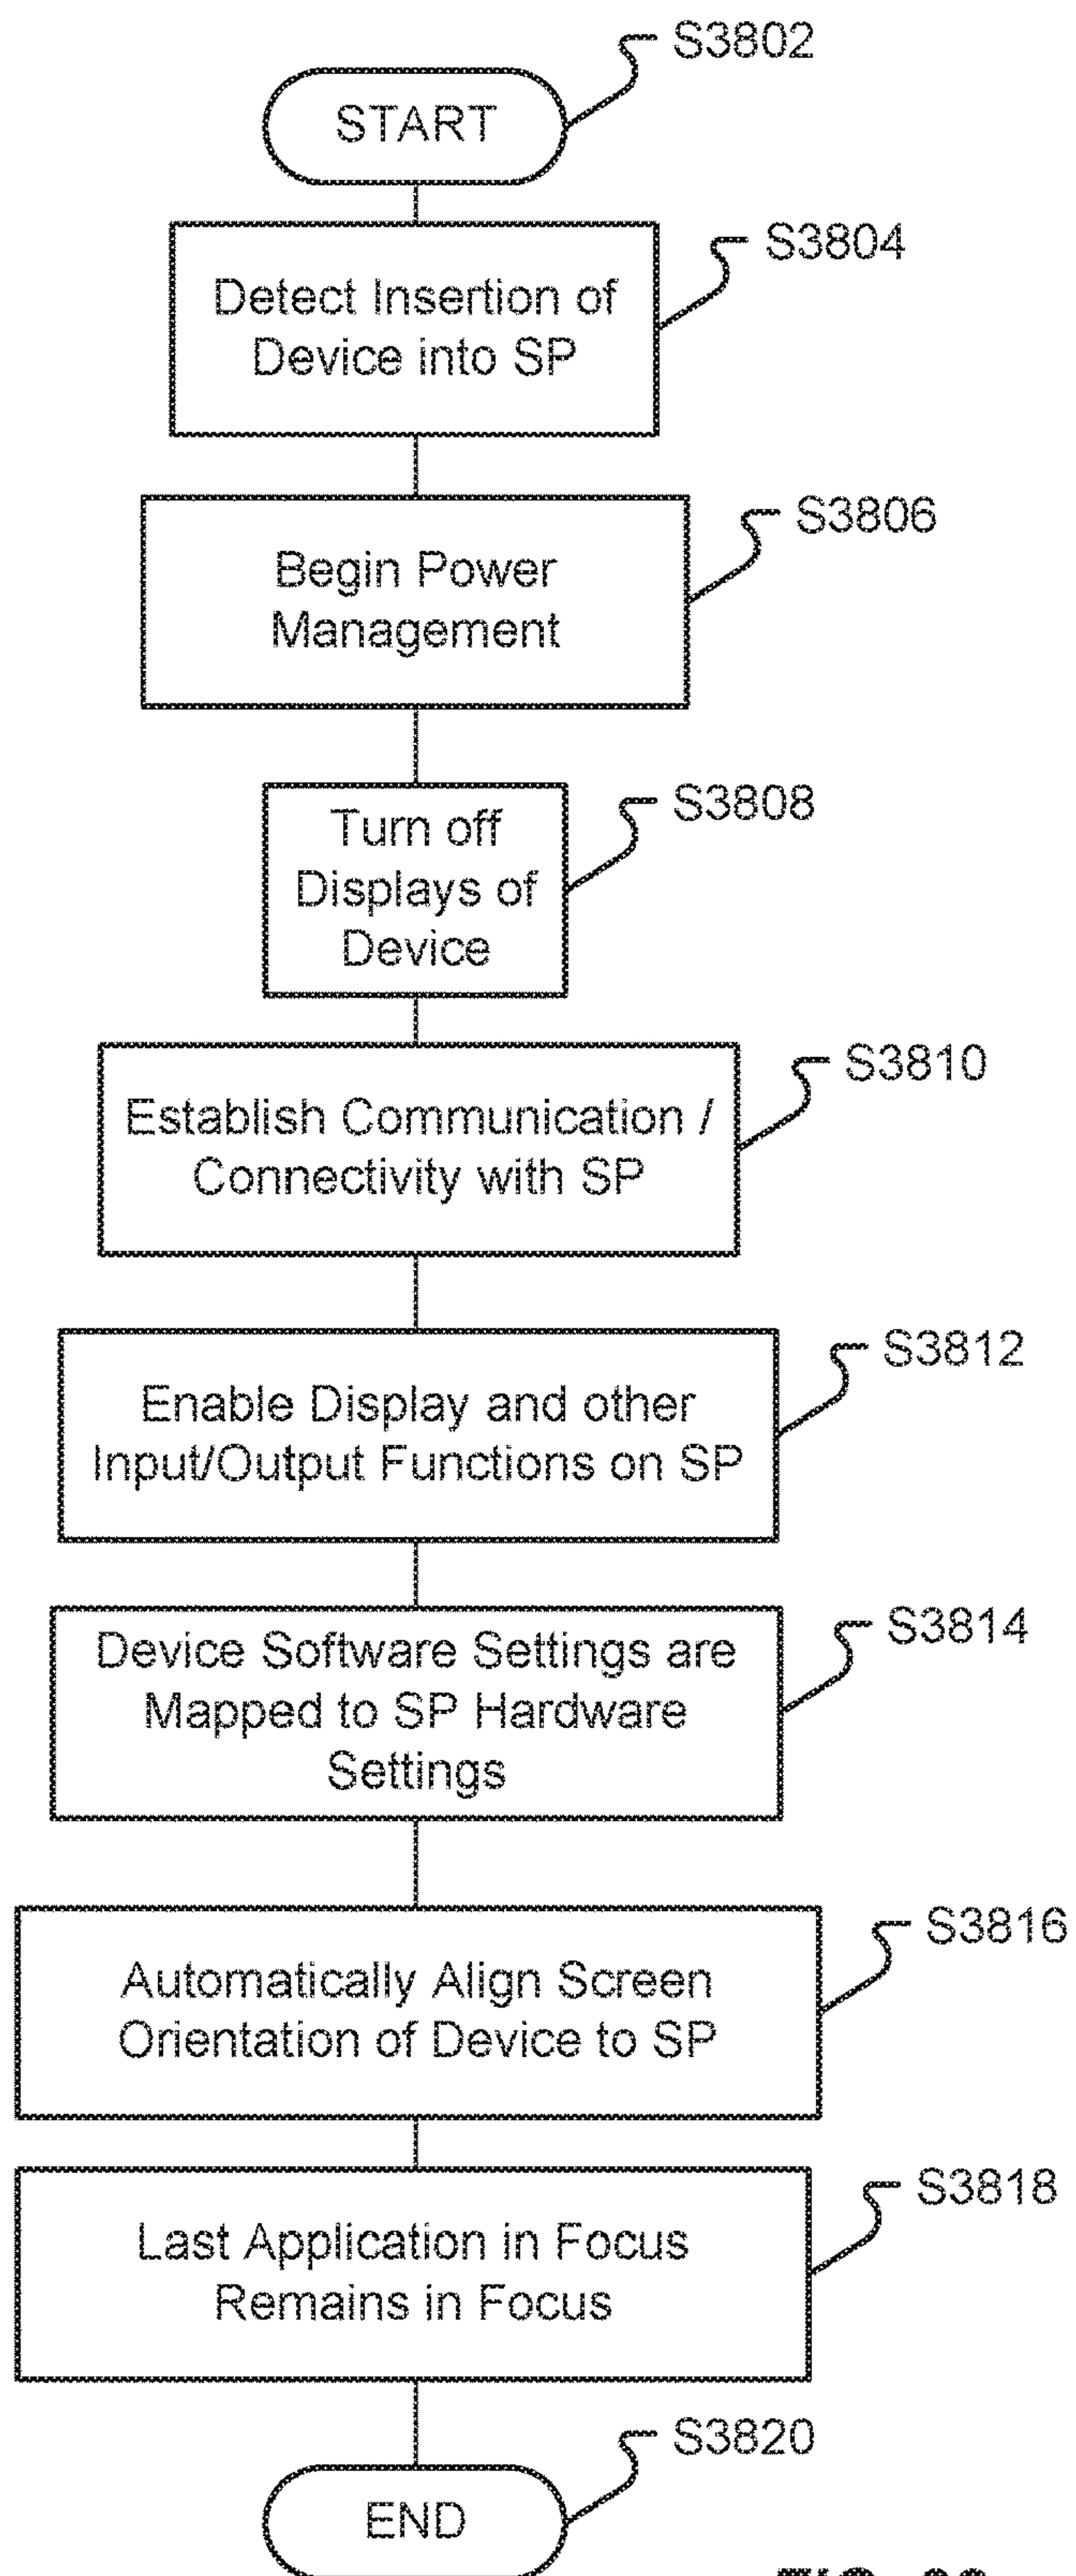 S3802
START
S3804
Detect Insertion of
Device into SP
S3806
Begin Power
Management
S3808
Turn off
Displays of
Device
S3810
Establish Communication /
Connectivity with SP
S3812
Enable Display and other
Input/Output Functions on SP
S3814
Device Software Settings are
Mapped to SP Hardware
Settings
S3816
Automatically Align Screen
Orientation of Device to SP
S3818
Last Application in Focus
Remains in Focus
S3820
END